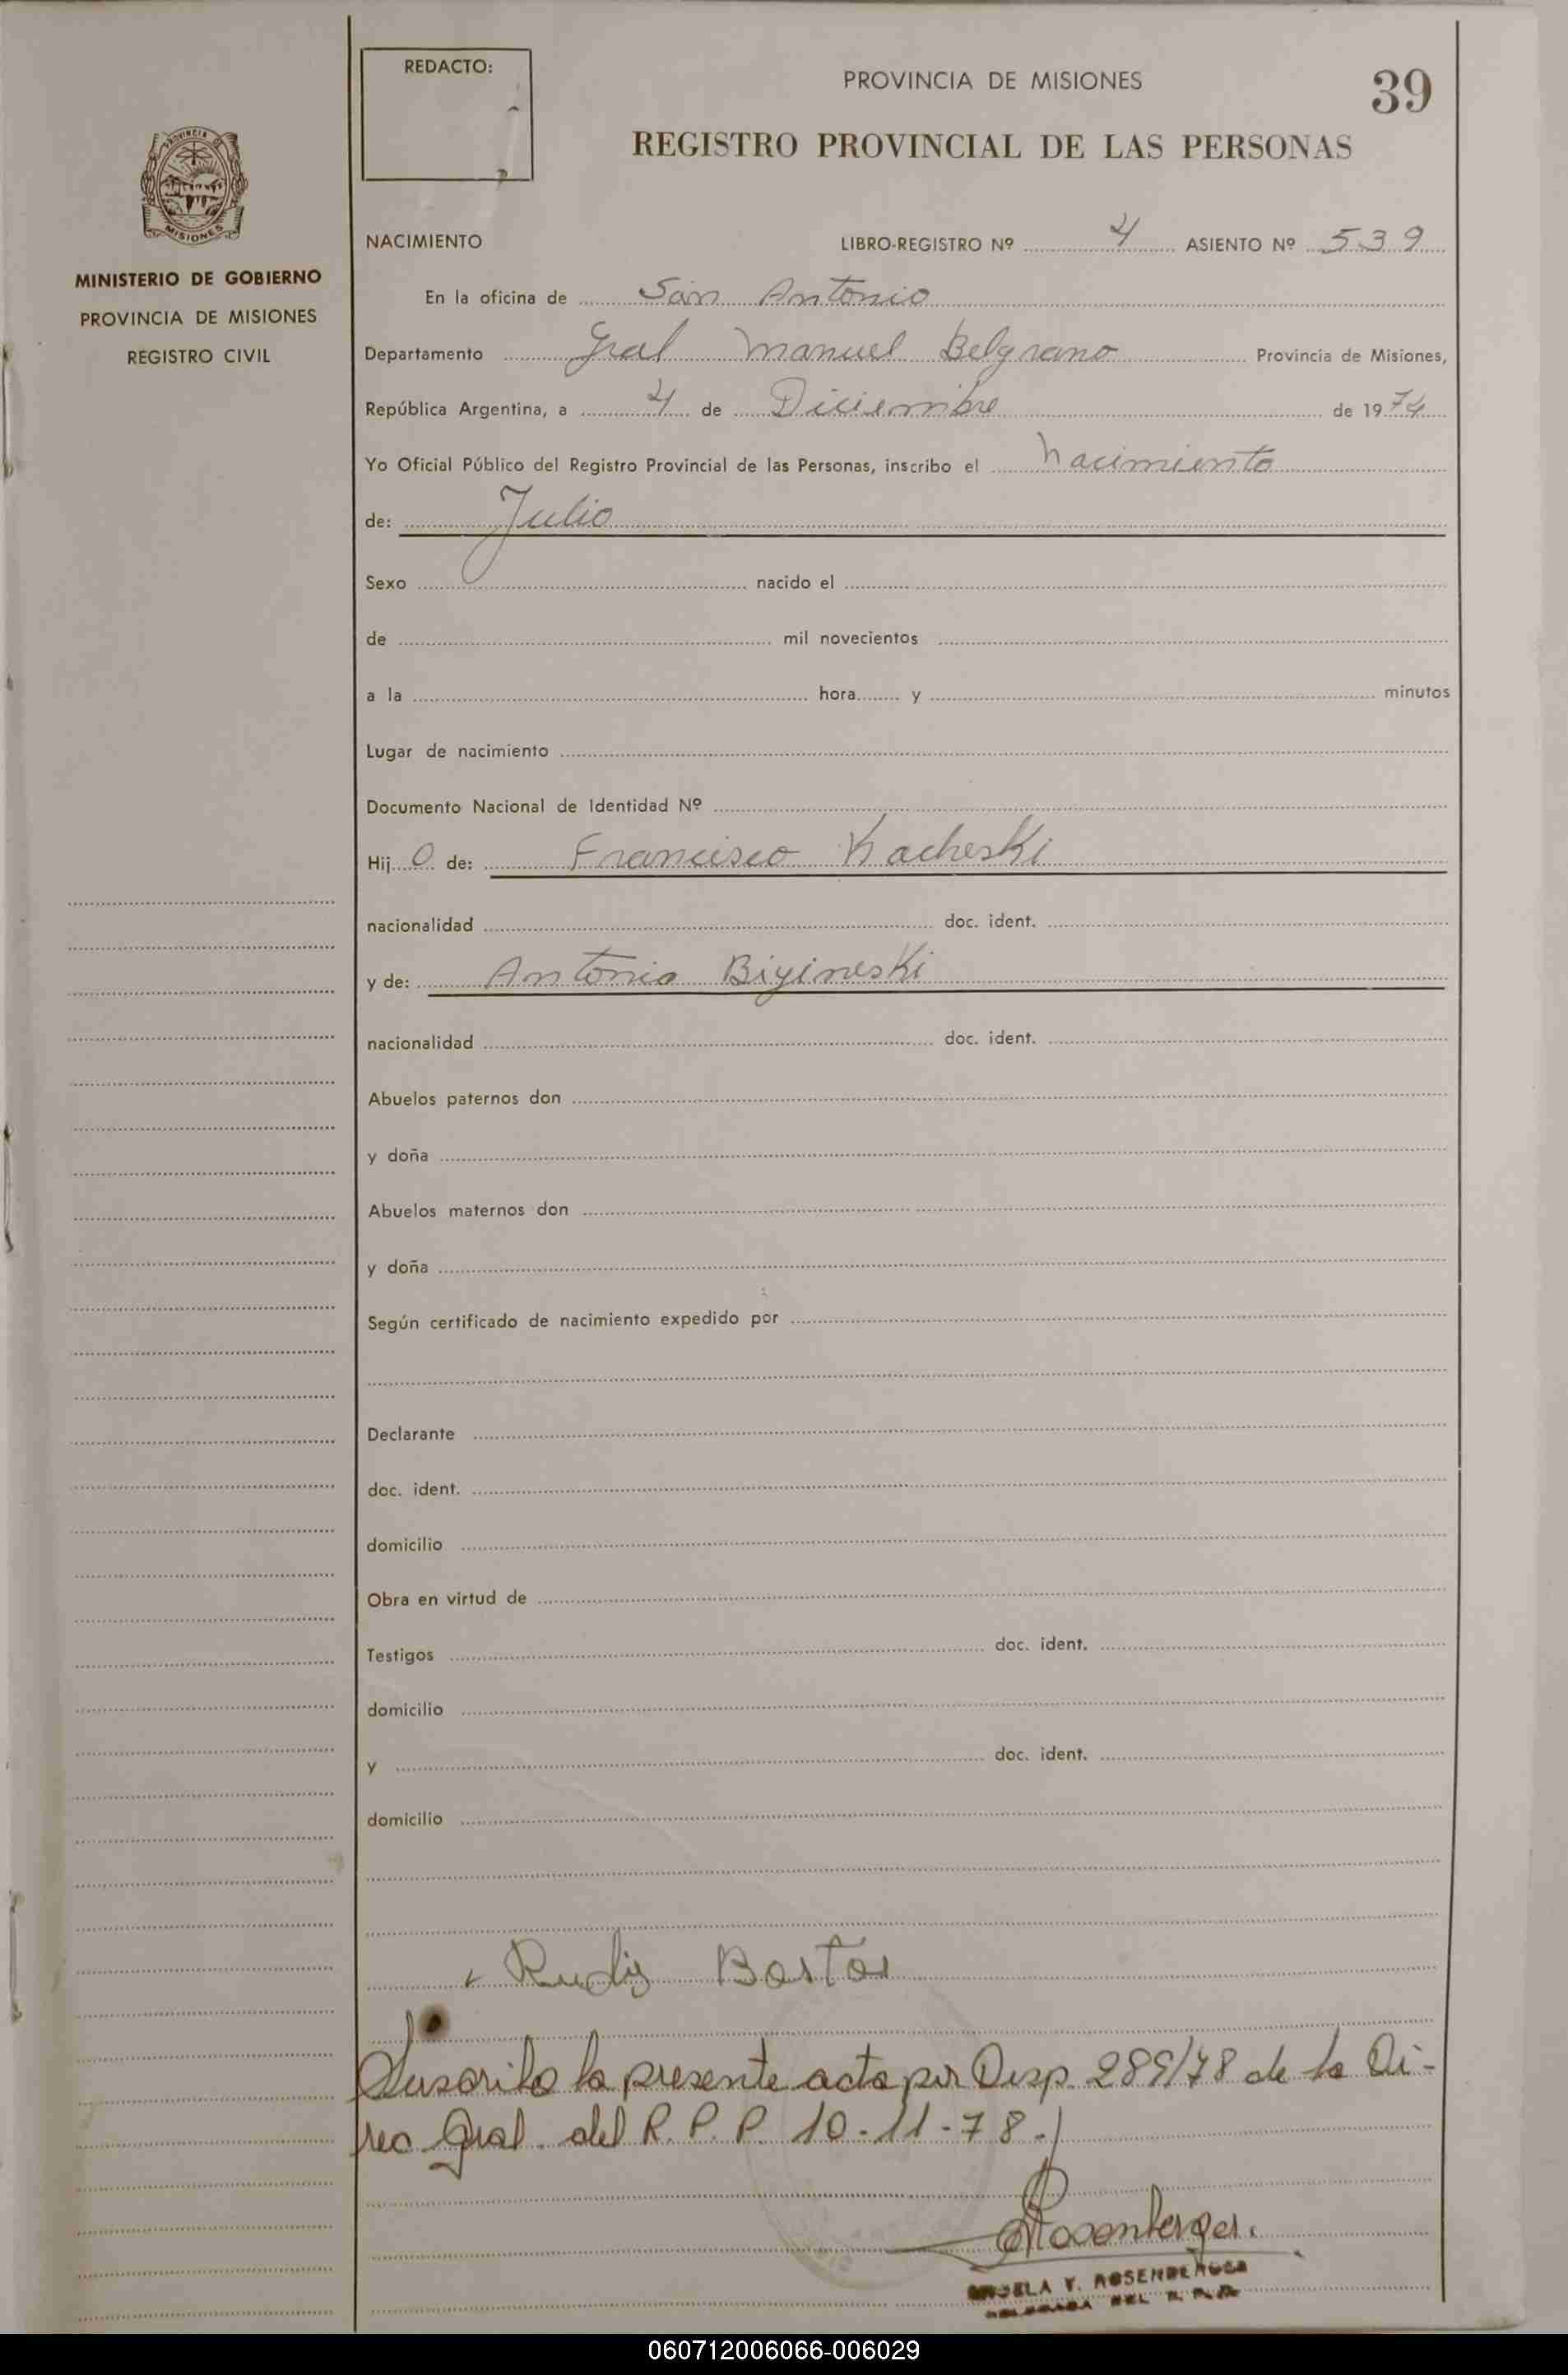 REDACTO:
PROVINCIA DE MISIONES
39
REGISTRO PROVINCIAL DE LAS PERSONAS
PROVINCIA
MISIONES
MINISTERIO DE GOBIERNO
PROVINCIA DE MISIONES
REGISTRO CIVIL
NACIMIENTO LIBRO-REGISTRO Nº 4 ASIENTO Nº 539
En la oficina de San Antonio
Departamento Gral Manuel Belgrano Provincia de Misiones,
República Argentina, a 4 de Diciembre de 1974
Yo Oficial Público del Registro Provincial de las Personas, inscribo el Nacimiento
de: Julio
Sexo nacido el
de mil novecientos
a la hora y minutos
Lugar de nacimiento
Documento Nacional de Identidad Nº
Hij o de: Francisco Kacheski
nacionalidad doc. ident.
y de: Antonia Biyineski
nacionalidad doc. ident.
Abuelos paternos don
y doña
Abuelos maternos don
y doña
Según certificado de nacimiento expedido por
Declarante
doc. ident.
domicilio
Obra en virtud de
Testigos doc. ident.
domicilio
y doc. ident.
domicilio
Bastos
Suscribo la presente acta por Disp. 289/78 de la Di-
rec Gral. del R. P. P. 10-11-78.
Rosenberger.
Y. ROSENBERGER
DEL R. P. P.
060712006066-006029